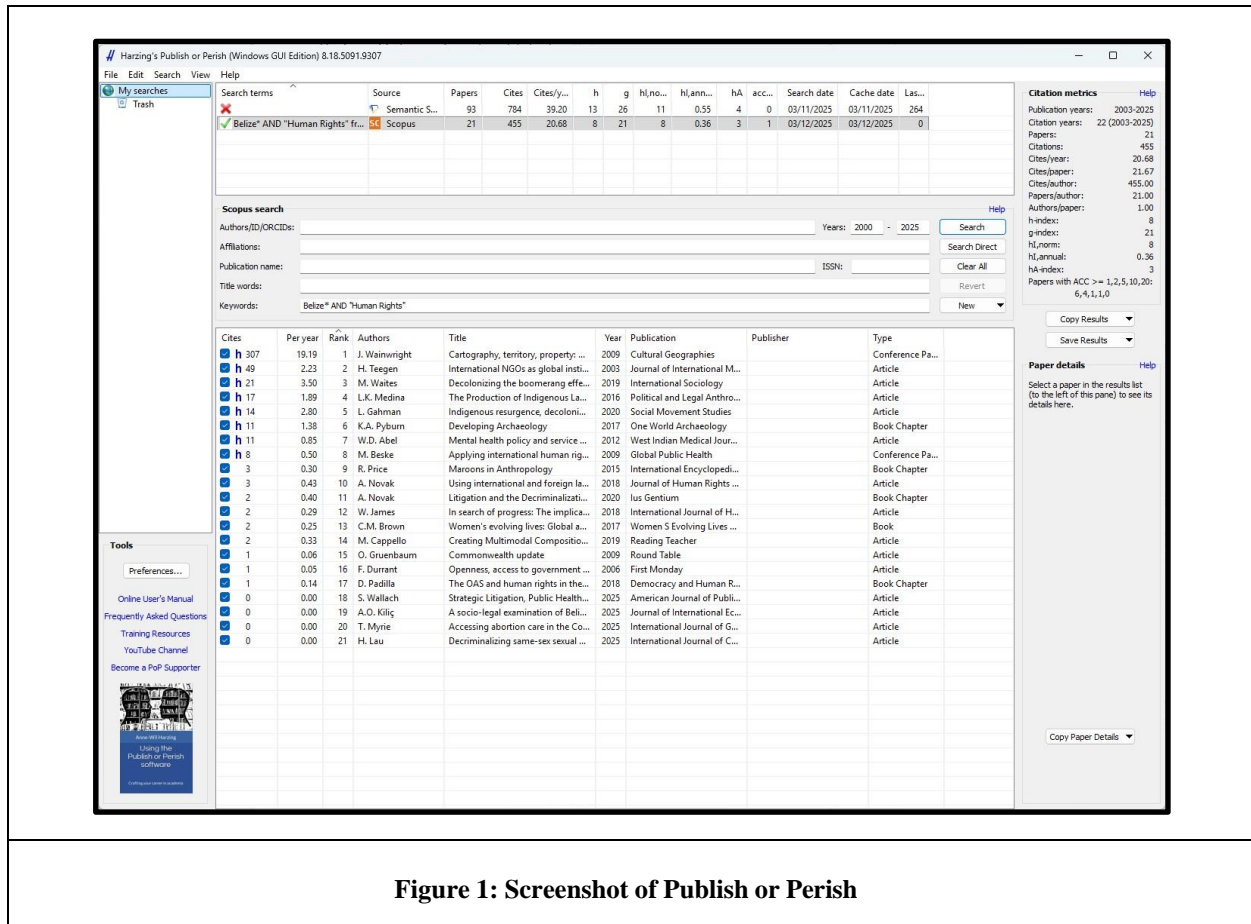 Harzing's Publish or Perish (Windows GUI Edition) 8.18.5091.9307
File Edit Search View Help
My searches
Trash
Search terms Source Papers Cites Cites/y... h g hI,no... hI,ann... hA acc... Search date Cache date Las...
Semantic S... 93 784 39.20 13 26 11 0.55 4 0 03/11/2025 03/11/2025 264
Belize* AND "Human Rights" fr... Scopus 21 455 20.68 8 21 8 0.36 3 1 03/12/2025 03/12/2025 0
Scopus search Help
Authors/ID/ORCIDs: Years: 2000 - 2025 Search
Affiliations: Search Direct
Publication name: ISSN: Clear All
Title words: Revert
Keywords: Belize* AND "Human Rights" New
Cites Per year Rank Authors Title Year Publication Publisher Type
h 307 19.19 1 J. Wainwright Cartography, territory, property: ... 2009 Cultural Geographies Conference Pa...
h 49 2.23 2 H. Teegen International NGOs as global insti... 2003 Journal of International M... Article
h 21 3.50 3 M. Waites Decolonizing the boomerang effe... 2019 International Sociology Article
h 17 1.89 4 L.K. Medina The Production of Indigenous La... 2016 Political and Legal Anthro... Article
h 14 2.80 5 L. Gahman Indigenous resurgence, decoloni... 2020 Social Movement Studies Article
h 11 1.38 6 K.A. Pyburn Developing Archaeology 2017 One World Archaeology Book Chapter
h 11 0.85 7 W.D. Abel Mental health policy and service ... 2012 West Indian Medical Jour... Article
h 8 0.50 8 M. Beske Applying international human rig... 2009 Global Public Health Conference Pa...
3 0.30 9 R. Price Maroons in Anthropology 2015 International Encyclopedi... Book Chapter
3 0.43 10 A. Novak Using international and foreign la... 2018 Journal of Human Rights ... Article
2 0.40 11 A. Novak Litigation and the Decriminalizati... 2020 Ius Gentium Book Chapter
2 0.29 12 W. James In search of progress: The implica... 2018 International Journal of H... Article
2 0.25 13 C.M. Brown Women's evolving lives: Global a... 2017 Women S Evolving Lives ... Book
2 0.33 14 M. Cappello Creating Multimodal Compositio... 2019 Reading Teacher Article
1 0.06 15 O. Gruenbaum Commonwealth update 2009 Round Table Article
1 0.05 16 F. Durrant Openness, access to government ... 2006 First Monday Article
1 0.14 17 D. Padilla The OAS and human rights in the... 2018 Democracy and Human R... Book Chapter
0 0.00 18 S. Wallach Strategic Litigation, Public Health... 2025 American Journal of Publi... Article
0 0.00 19 A.O. Kiliç A socio-legal examination of Beli... 2025 Journal of International Ec... Article
0 0.00 20 T. Myrie Accessing abortion care in the Co... 2025 International Journal of G... Article
0 0.00 21 H. Lau Decriminalizing same-sex sexual ... 2025 International Journal of C... Article
Citation metrics Help
Publication years: 2003-2025
Citation years: 22 (2003-2025)
Papers: 21
Citations: 455
Cites/year: 20.68
Cites/paper: 21.67
Cites/author: 455.00
Papers/author: 21.00
Authors/paper: 1.00
h-index: 8
g-index: 21
hI,norm: 8
hI,annual: 0.36
hA-index: 3
Papers with ACC >= 1,2,5,10,20:
6,4,1,1,0
Copy Results
Save Results
Paper details Help
Select a paper in the results list
(to the left of this pane) to see its
details here.
Copy Paper Details
Tools
Preferences...
Online User's Manual
Frequently Asked Questions
Training Resources
YouTube Channel
Become a PoP Supporter
Anne-Wil Harzing
Using the
Publish or Perish
software
Crafting your career in academia
Figure 1: Screenshot of Publish or Perish